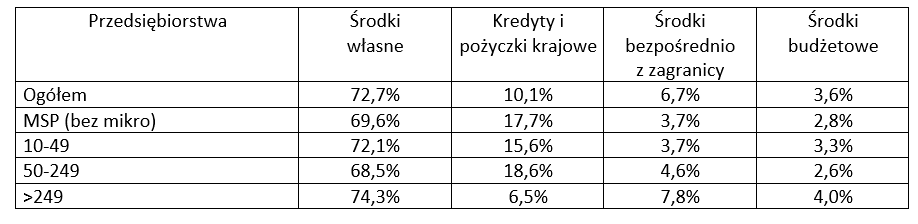 Przedsiębiorstwa Środki własne Kredyty i pożyczki krajowe Środki bezpośrednio z zagranicy Środki budżetowe
Ogółem 72,7% 10,1% 6,7% 3,6%
MSP (bez mikro) 69,6% 17,7% 3,7% 2,8%
10-49 72,1% 15,6% 3,7% 3,3%
50-249 68,5% 18,6% 4,6% 2,6%
>249 74,3% 6,5% 7,8% 4,0%